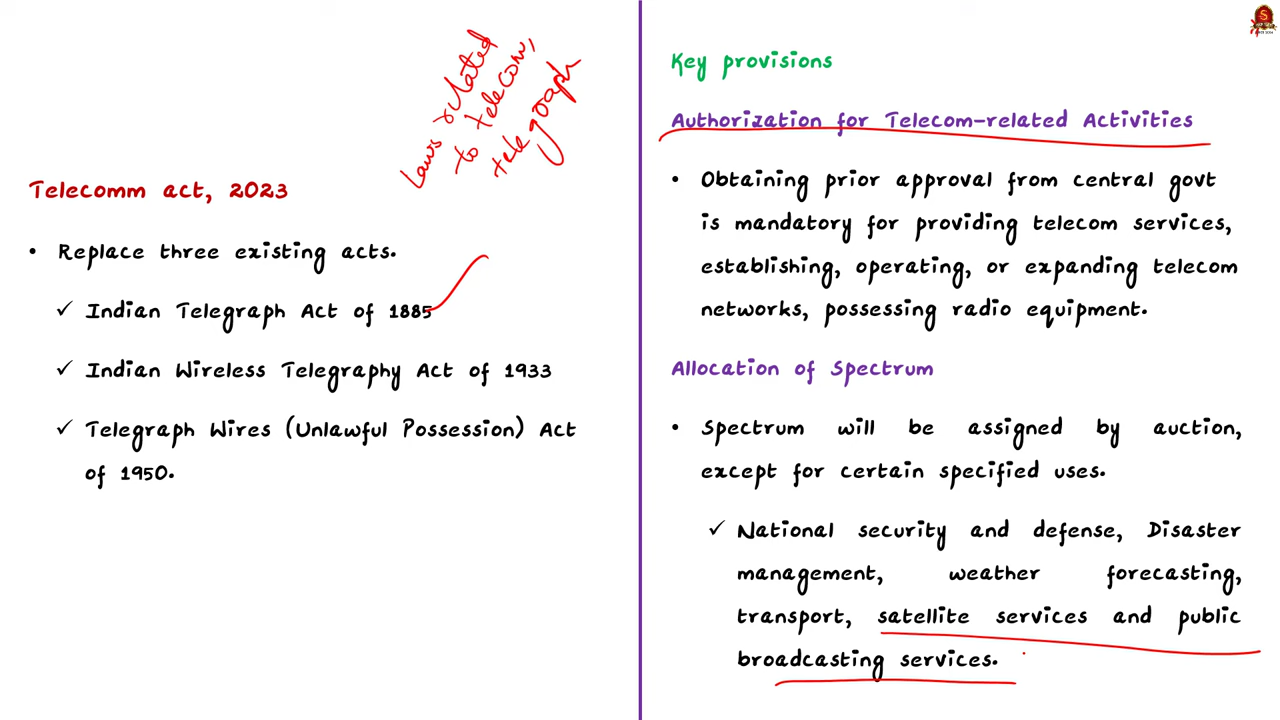 Laws related
to telecom,
telegraph
Telecomm act, 2023
• Replace three existing acts.
✓ Indian Telegraph Act of 1885
✓ Indian Wireless Telegraphy Act of 1933
✓ Telegraph Wires (Unlawful Possession) Act
of 1950.
Key provisions
Authorization for Telecom-related Activities
• Obtaining prior approval from central govt
is mandatory for providing telecom services,
establishing, operating, or expanding telecom
networks, possessing radio equipment.
Allocation of Spectrum
• Spectrum will be assigned by auction,
except for certain specified uses.
✓ National security and defense, Disaster
management, weather forecasting,
transport, satellite services and public
broadcasting services.